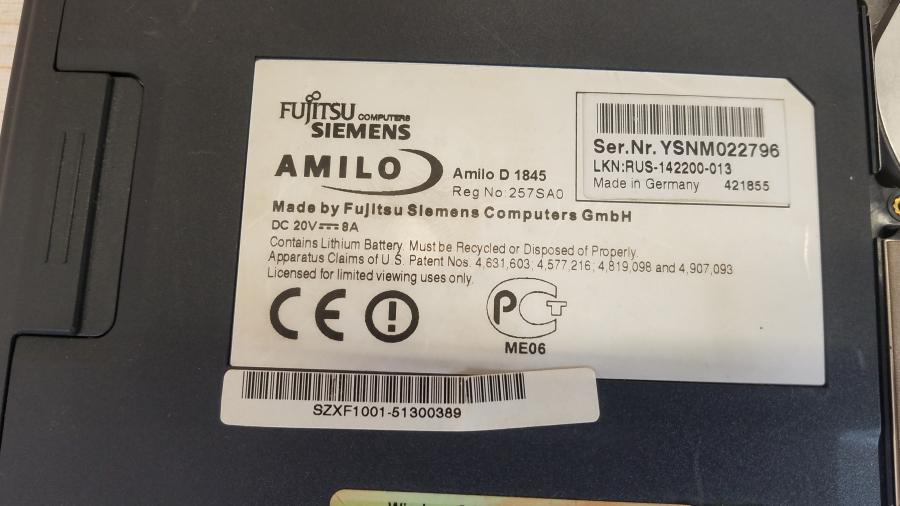 FUJITSU COMPUTERS
SIEMENS
AMILO
Amilo D 1845
Reg No: 257SA0
Ser.Nr. YSNM022796
LKN:RUS-142200-013
Made in Germany 421855
Made by Fujitsu Siemens Computers GmbH
DC 20V⎓8A
Contains Lithium Battery. Must be Recycled or Disposed of Properly.
Apparatus Claims of U.S. Patent Nos. 4,631,603; 4,577,216; 4,819,098 and 4,907,093
Licensed for limited viewing uses only.
CE
PCT
ME06
SZXF1001-51300389